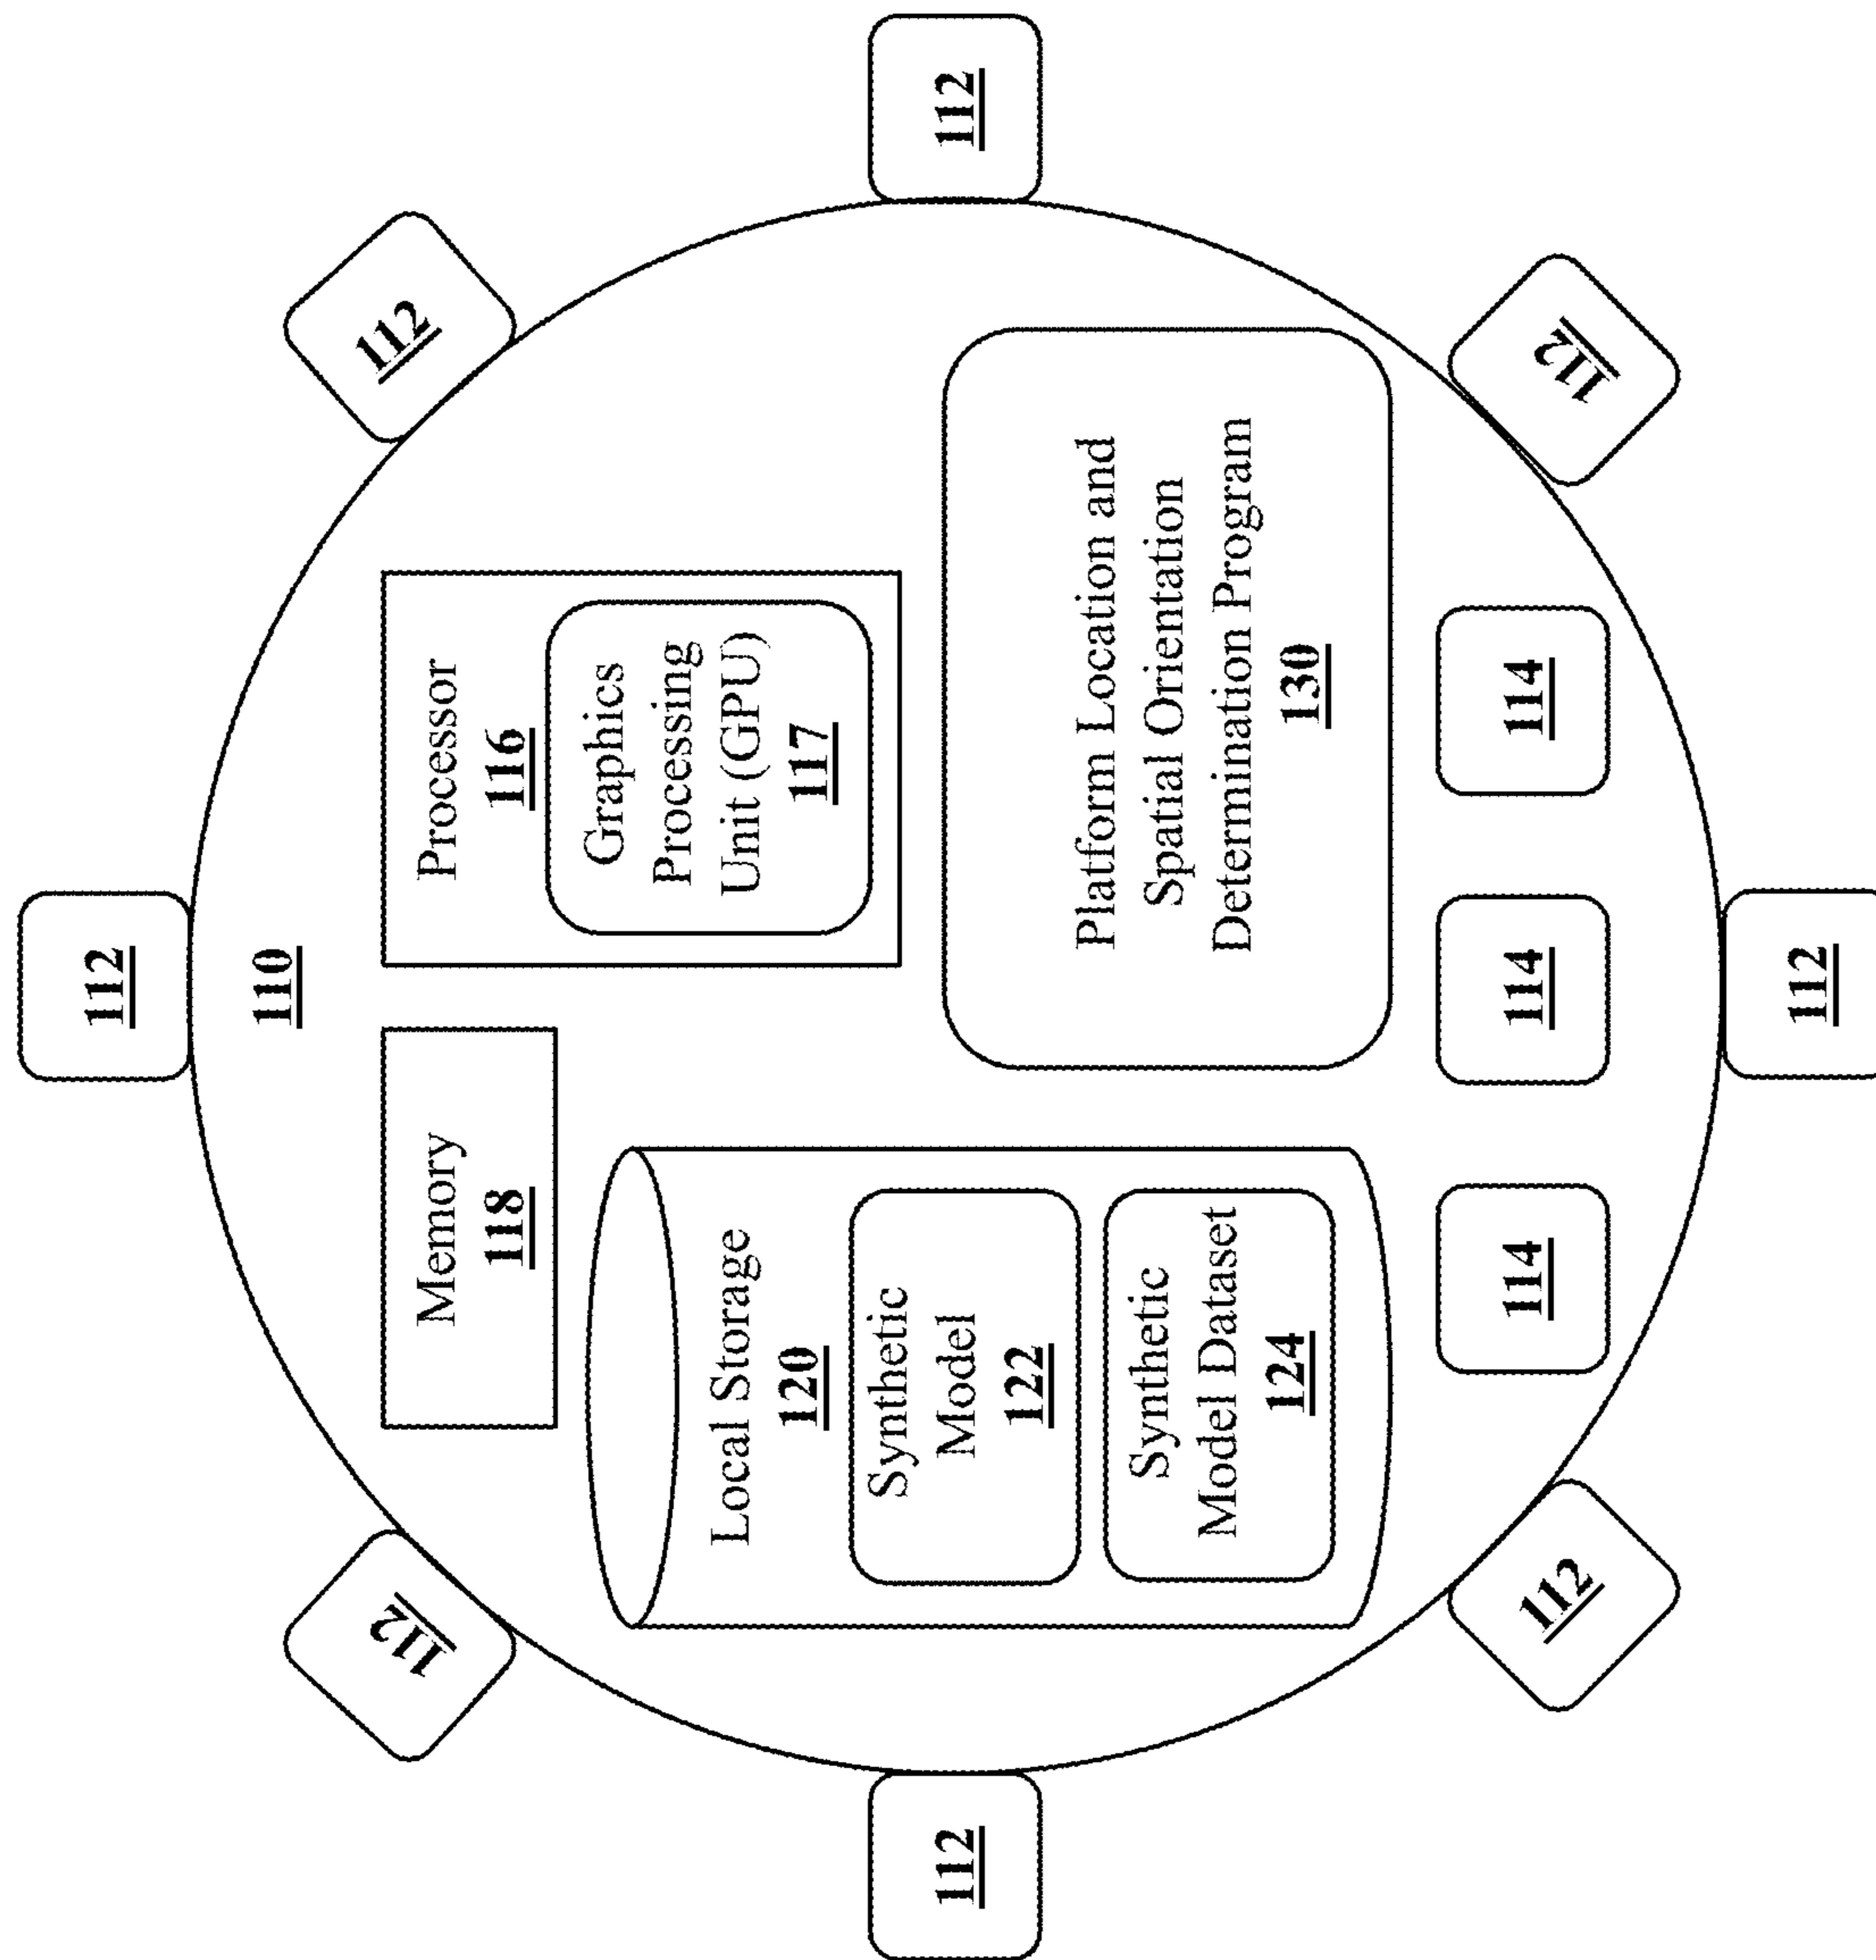 112
110
112
112
Memory
118
Processor
116
Graphics
Processing
Unit (GPU)
117
112
Local Storage
120
Synthetic
Model
122
Synthetic
Model Dataset
124
Platform Location and
Spatial Orientation
Determination Program
130
112
114
114
114
112
112
112